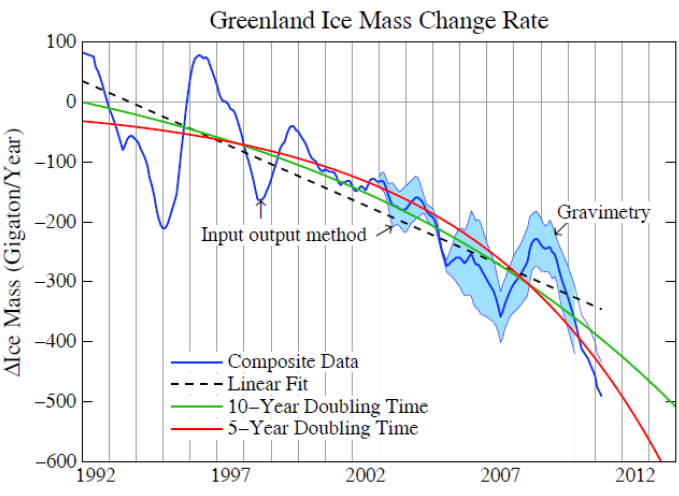 Greenland Ice Mass Change Rate
100
0
−100
−200
−300
−400
−500
−600
ΔIce Mass (Gigaton/Year)
Gravimetry
Input output method
Composite Data
Linear Fit
10−Year Doubling Time
5−Year Doubling Time
1992 1997 2002 2007 2012